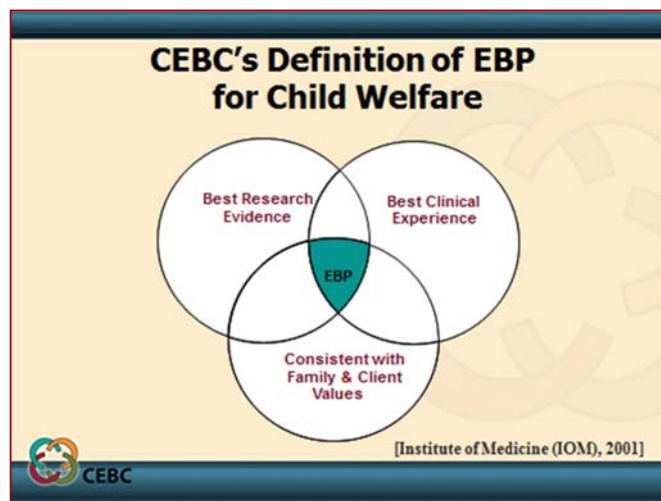 CEBC's Definition of EBP
for Child Welfare
Best Research
Evidence
Best Clinical
Experience
EBP
Consistent with
Family & Client
Values
[Institute of Medicine (IOM), 2001]
CEBC